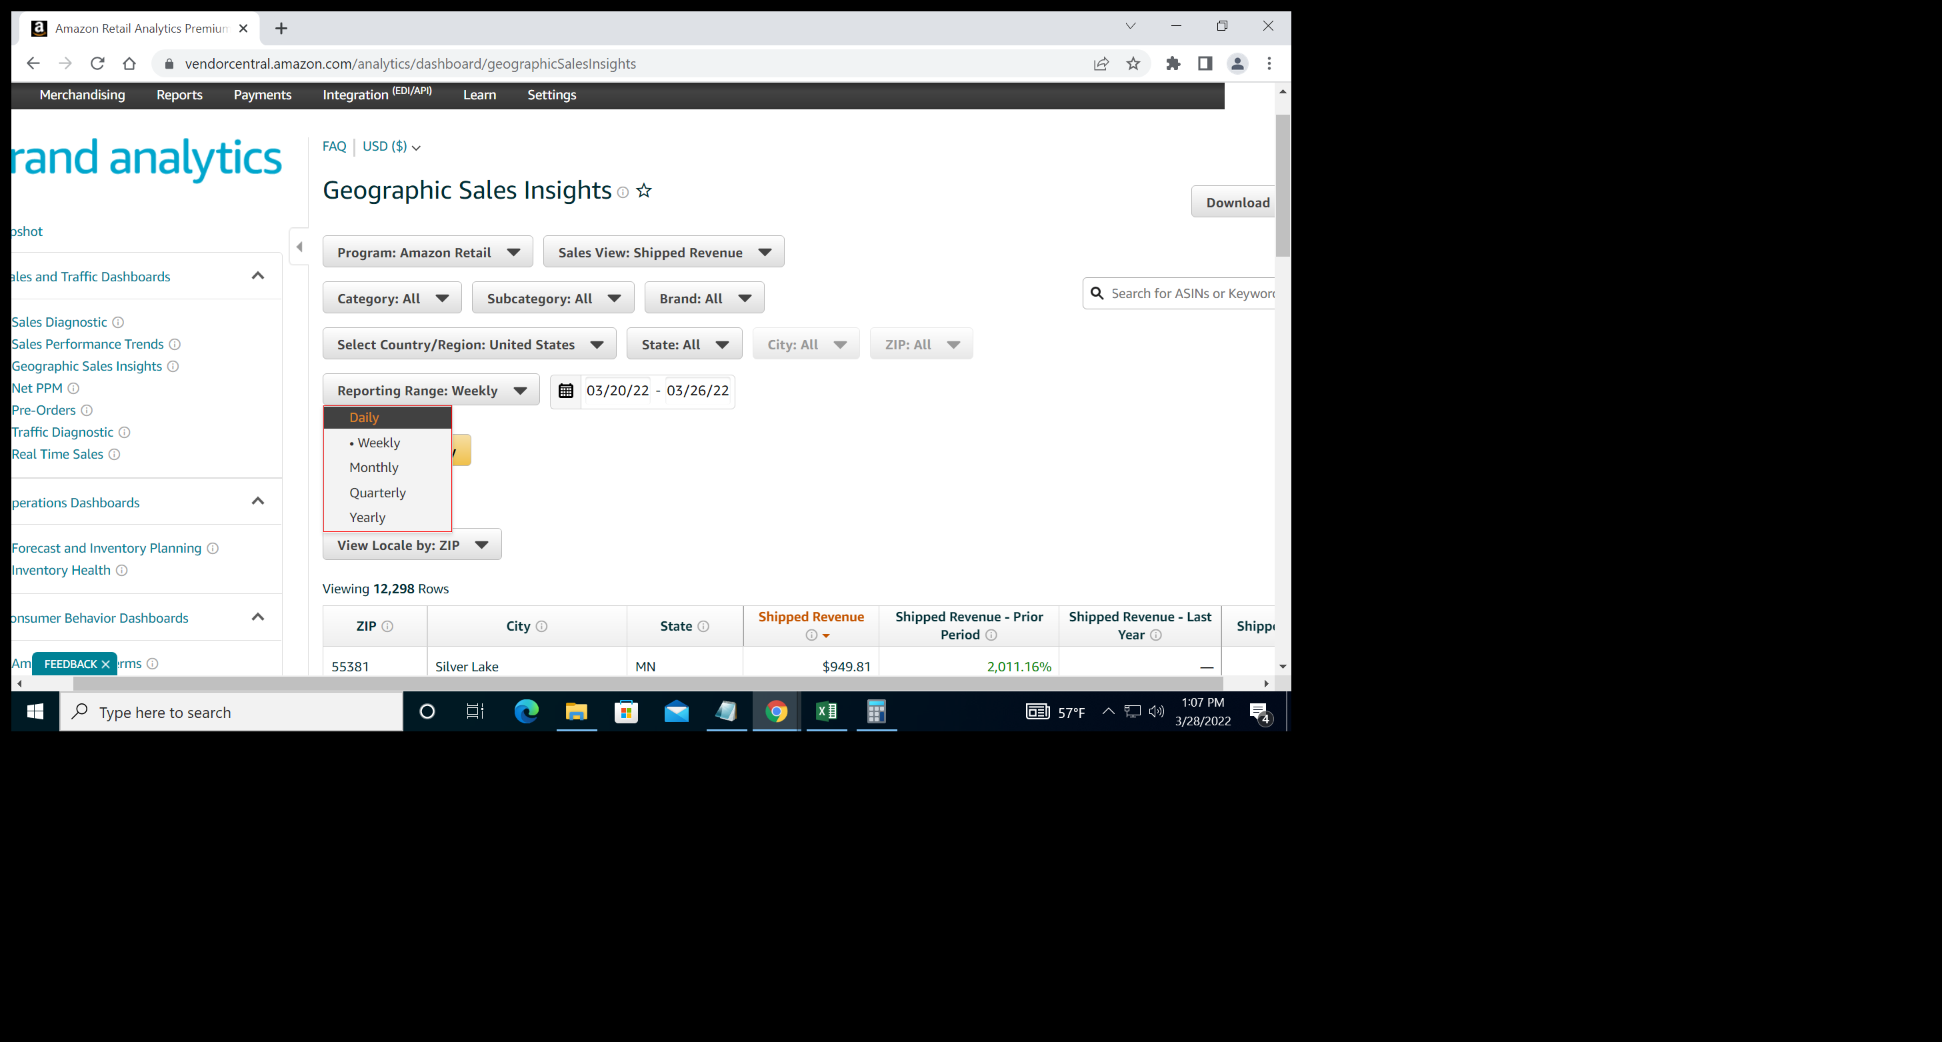 Amazon Retail Analytics Premium
vendorcentral.amazon.com/analytics/dashboard/geographicSalesInsights
Merchandising Reports Payments Integration (EDI/API) Learn Settings
rand analytics
FAQ USD ($)
Geographic Sales Insights
Download
pshot
Program: Amazon Retail Sales View: Shipped Revenue
ales and Traffic Dashboards
Category: All Subcategory: All Brand: All
Search for ASINs or Keywor
Sales Diagnostic
Sales Performance Trends
Select Country/Region: United States State: All City: All ZIP: All
Geographic Sales Insights
Net PPM
Reporting Range: Weekly 03/20/22 - 03/26/22
Pre-Orders
Daily
Traffic Diagnostic
• Weekly
Real Time Sales
Monthly
Quarterly
perations Dashboards
Yearly
View Locale by: ZIP
Forecast and Inventory Planning
Inventory Health
Viewing 12,298 Rows
onsumer Behavior Dashboards
ZIP City State Shipped Revenue Shipped Revenue - Prior Period Shipped Revenue - Last Year Shipp
Am FEEDBACK × rms
55381 Silver Lake MN $949.81 2,011.16% —
Type here to search
57°F
1:07 PM
3/28/2022
4